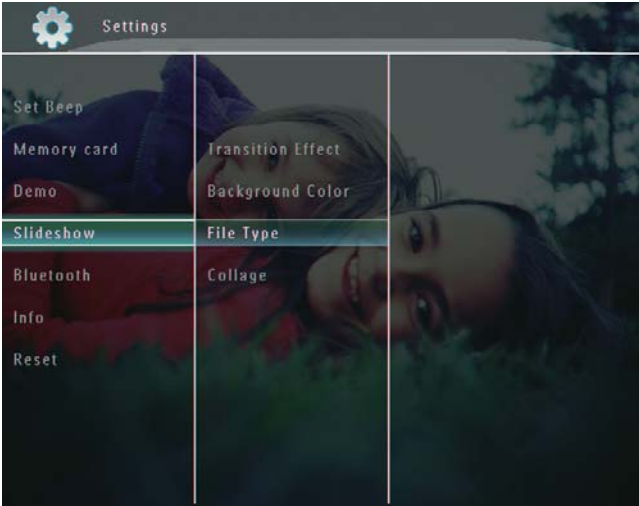 Settings
Set Beep
Memory card
Demo
Slideshow
Bluetooth
Info
Reset
Transition Effect
Background Color
File Type
Collage